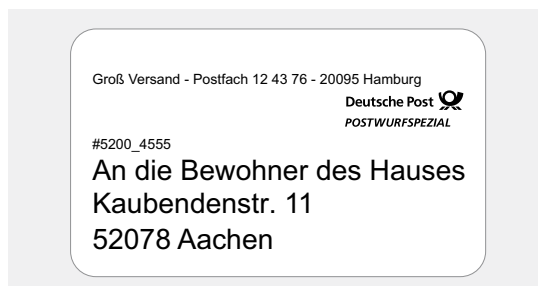 Groß Versand - Postfach 12 43 76 - 20095 Hamburg
Deutsche Post
POSTWURFSPEZIAL
#5200_4555
An die Bewohner des Hauses
Kaubendenstr. 11
52078 Aachen